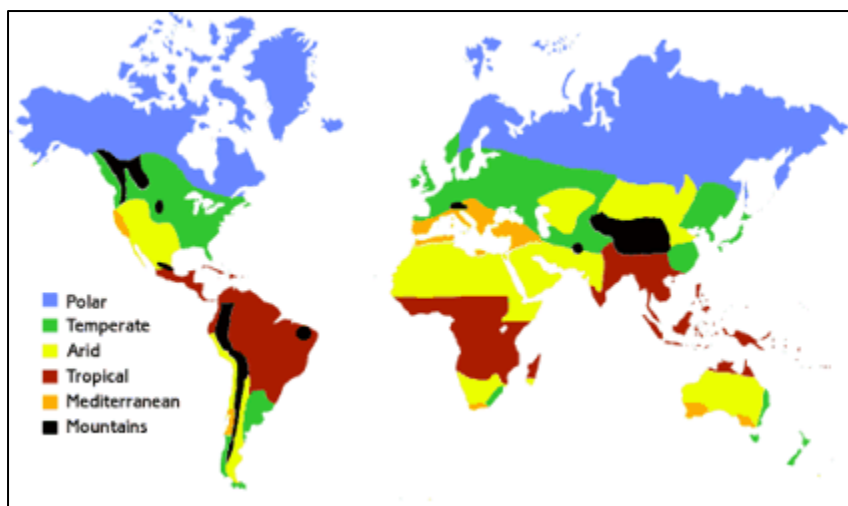 Polar
Temperate
Arid
Tropical
Mediterranean
Mountains